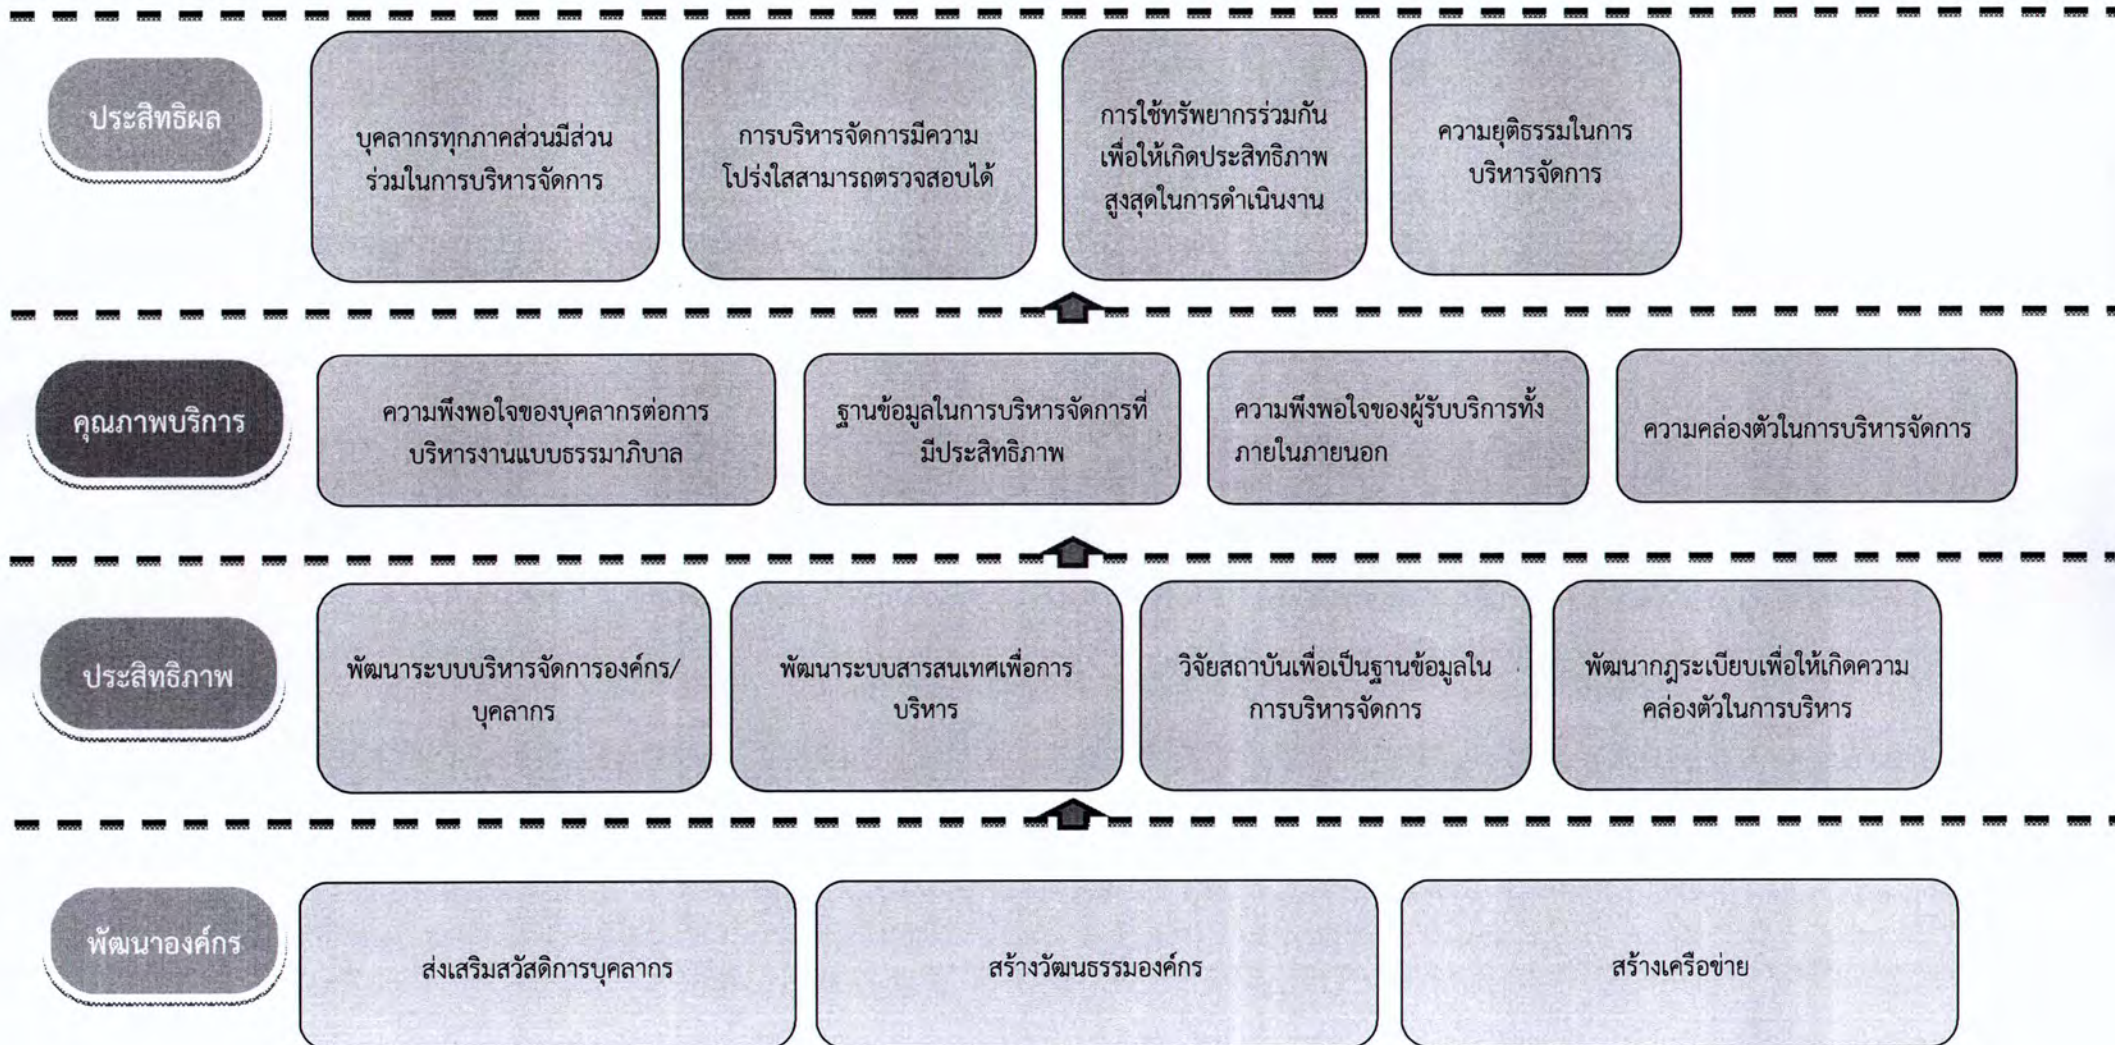 ประสิทธิผล
บุคลากรทุกภาคส่วนมีส่วน
ร่วมในการบริหารจัดการ
การบริหารจัดการมีความ
โปร่งใสสามารถตรวจสอบได้
การใช้ทรัพยากรร่วมกัน
เพื่อให้เกิดประสิทธิภาพ
สูงสุดในการดำเนินงาน
ความยุติธรรมในการ
บริหารจัดการ
คุณภาพบริการ
ความพึงพอใจของบุคลากรต่อการ
บริหารงานแบบธรรมาภิบาล
ฐานข้อมูลในการบริหารจัดการที่
มีประสิทธิภาพ
ความพึงพอใจของผู้รับบริการทั้ง
ภายในภายนอก
ความคล่องตัวในการบริหารจัดการ
ประสิทธิภาพ
พัฒนาระบบบริหารจัดการองค์กร/
บุคลากร
พัฒนาระบบสารสนเทศเพื่อการ
บริหาร
วิจัยสถาบันเพื่อเป็นฐานข้อมูลใน
การบริหารจัดการ
พัฒนากฎระเบียบเพื่อให้เกิดความ
คล่องตัวในการบริหาร
พัฒนาองค์กร
ส่งเสริมสวัสดิการบุคลากร
สร้างวัฒนธรรมองค์กร
สร้างเครือข่าย